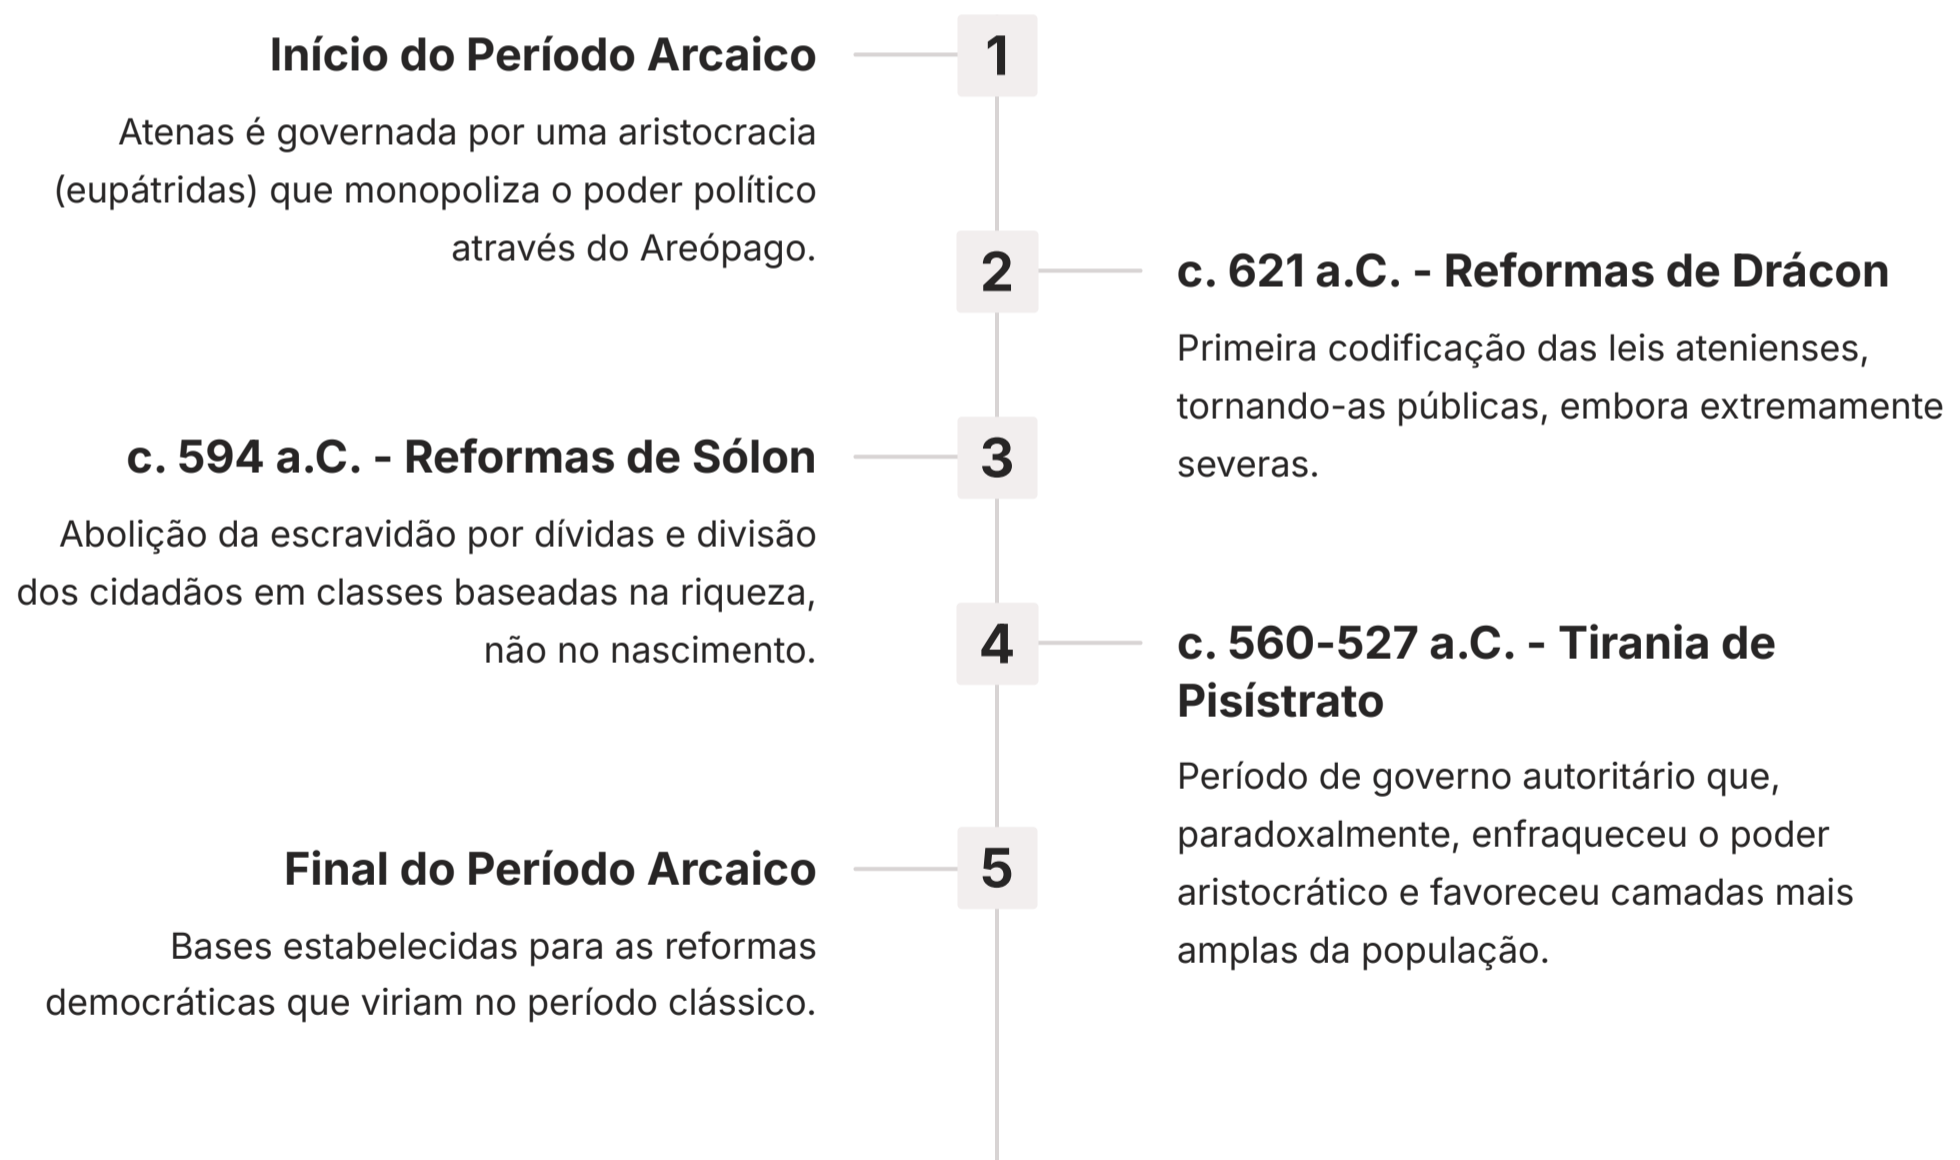 1
Início do Período Arcaico
Atenas é governada por uma aristocracia
(eupátridas) que monopoliza o poder político
através do Areópago.
2
c. 621 a.C. - Reformas de Drácon
Primeira codificação das leis atenienses,
tornando-as públicas, embora extremamente
severas.
3
c. 594 a.C. - Reformas de Sólon
Abolição da escravidão por dívidas e divisão
dos cidadãos em classes baseadas na riqueza,
não no nascimento.
4
c. 560-527 a.C. - Tirania de
Pisístrato
Período de governo autoritário que,
paradoxalmente, enfraqueceu o poder
aristocrático e favoreceu camadas mais
amplas da população.
5
Final do Período Arcaico
Bases estabelecidas para as reformas
democráticas que viriam no período clássico.